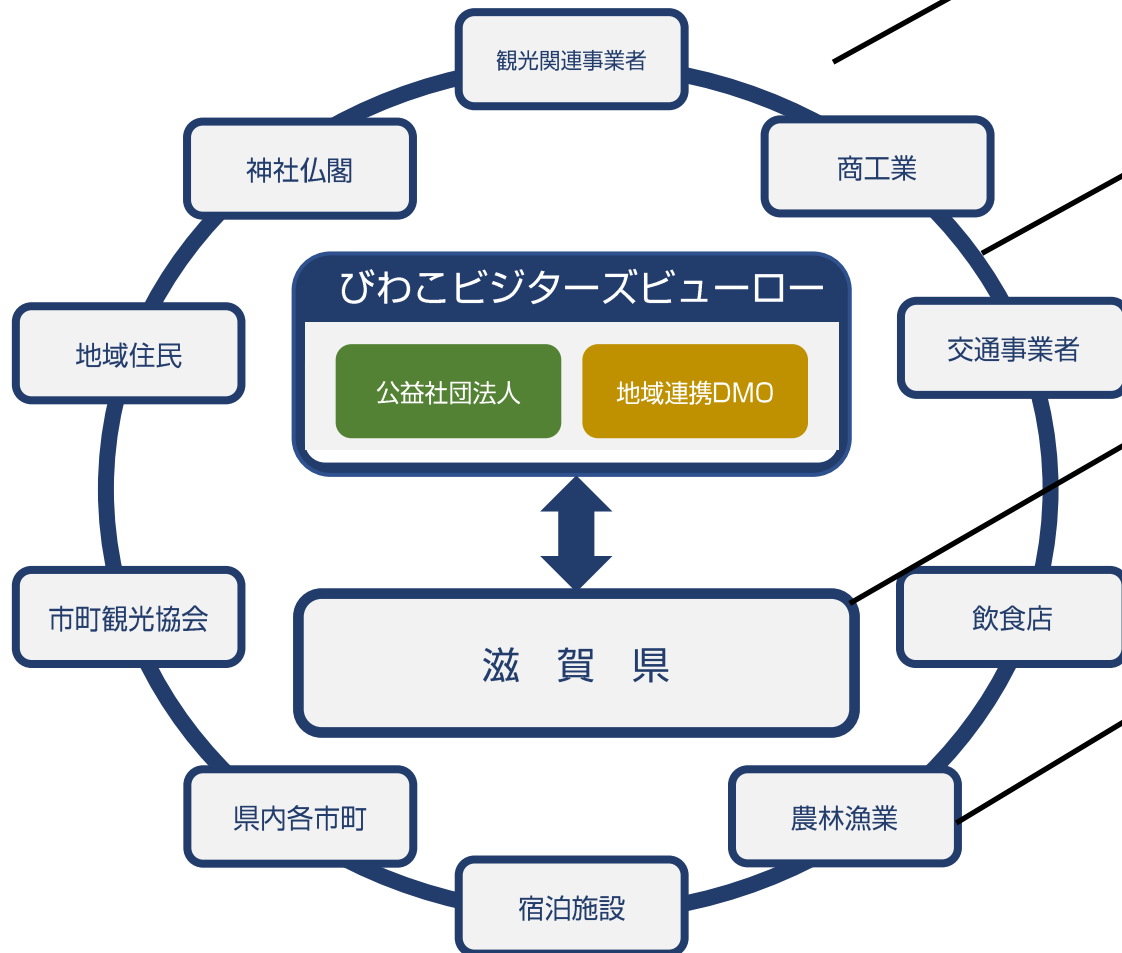 観光関連事業者
神社仏閣
商工業
びわこビジターズビューロー
公益社団法人
地域連携DMO
地域住民
交通事業者
市町観光協会
飲食店
滋　賀　県
県内各市町
農林漁業
宿泊施設